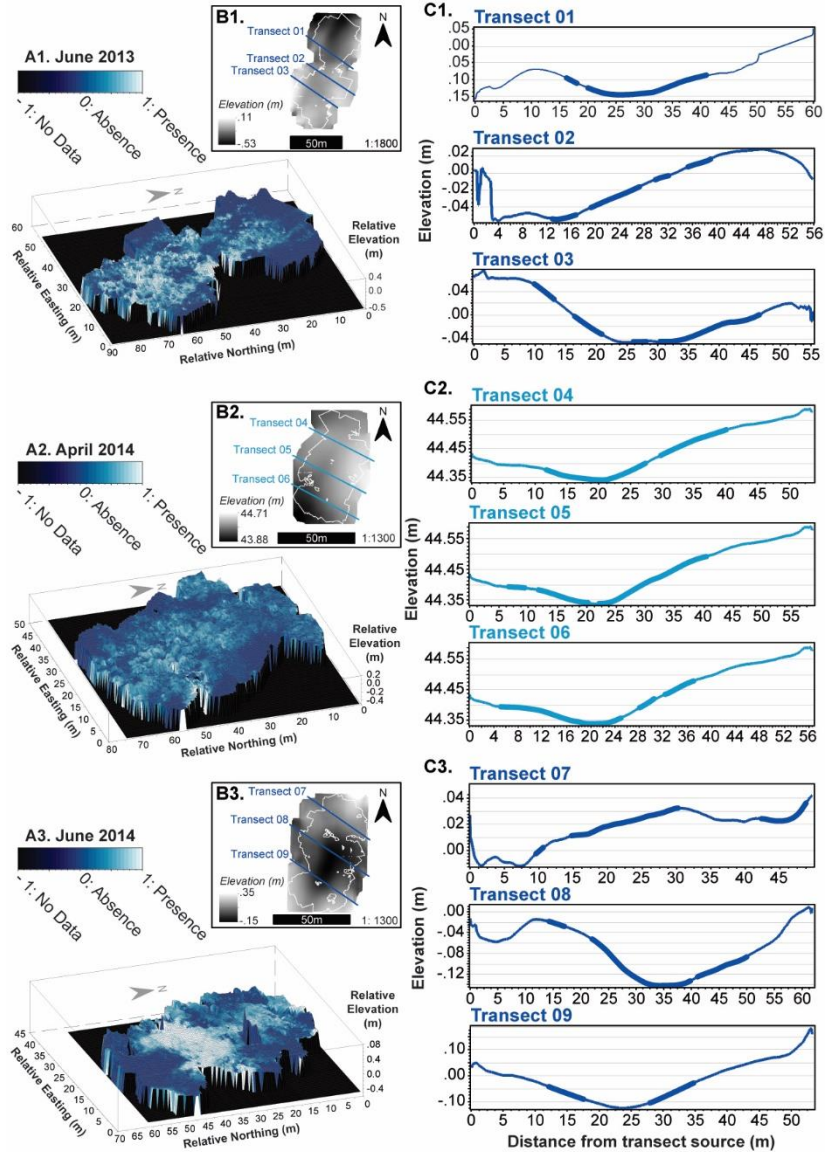 A1. June 2013
- 1: No Data
0: Absence
1: Presence
N
60
50
40
30
20
10
0
Relative Easting (m)
90
80
70
60
50
40
30
20
10
0
Relative Northing (m)
Relative
Elevation
(m)
0.4
0
-0.5
B1.
Transect 01
Transect 02
Transect 03
N
Elevation (m)
.11
-.53
50m
1:1800
C1.
Transect 01
.05
.05
.10
.15
0 5 10 15 20 25 30 35 40 45 50 55 60
Transect 02
0.02
-.00
-.04
0 4 8 12 16 20 24 28 32 36 40 44 48 52 56
Transect 03
.04
.00
-.04
0 5 10 15 20 25 30 35 40 45 50 55
Elevation (m)
A2. April 2014
- 1: No Data
0: Absence
1: Presence
N
50
45
40
35
30
25
20
15
10
5
0
Relative Easting (m)
80
70
60
50
40
30
20
10
0
Relative Northing (m)
Relative
Elevation
(m)
0.2
0.0
-0.2
-0.4
B2.
Transect 04
Transect 05
Transect 06
N
Elevation (m)
44.71
43.88
50m
1:1300
C2.
Transect 04
44.55
44.45
44.35
0 5 10 15 20 25 30 35 40 45 50
Transect 05
44.55
44.45
44.35
0 5 10 15 20 25 30 35 40 45 50 55
Transect 06
44.55
44.45
44.35
0 4 8 12 16 20 24 28 32 36 40 44 48 52 56
Elevation (m)
A3. June 2014
- 1: No Data
0: Absence
1: Presence
N
45
40
35
30
25
20
15
10
5
0
Relative Easting (m)
70 65 60 55 50 45 40 35 30 25 20 15 10 5 0
Relative Northing (m)
Relative
Elevation
(m)
.08
0
-0.4
B3.
Transect 07
Transect 08
Transect 09
N
Elevation (m)
.35
-.15
50m
1: 1300
C3.
Transect 07
0.04
0.02
.00
0 5 10 15 20 25 30 35 40 45
Transect 08
.00
-.04
-.08
-.12
0 5 10 15 20 25 30 35 40 45 50 55 60
Transect 09
.10
.00
-.10
0 5 10 15 20 25 30 35 40 45 50
Elevation (m)
Distance from transect source (m)